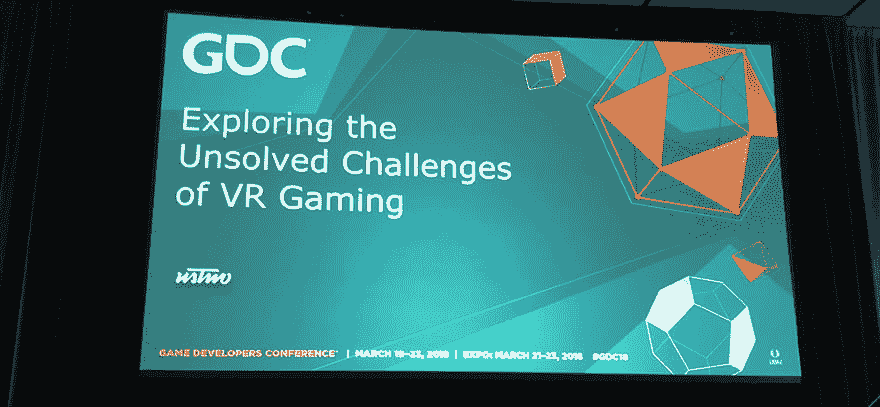 GDC
Exploring the
Unsolved Challenges
of VR Gaming
ustwo
GAME DEVELOPERS CONFERENCE | MARCH 19–23, 2018 | EXPO: MARCH 21–23, 2018 #GDC18